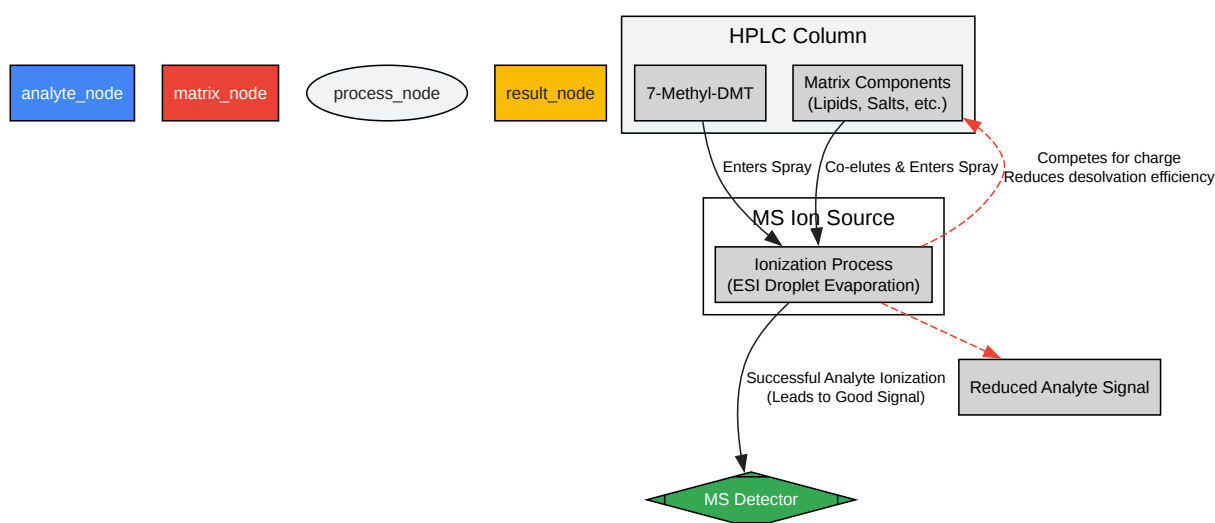 HPLC Column
analyte_node
matrix_node
process_node
result_node
7-Methyl-DMT
Matrix Components
(Lipids, Salts, etc.)
Enters Spray
Co-elutes & Enters Spray
Competes for charge
Reduces desolvation efficiency
MS Ion Source
Ionization Process
(ESI Droplet Evaporation)
Successful Analyte Ionization
(Leads to Good Signal)
Reduced Analyte Signal
MS Detector